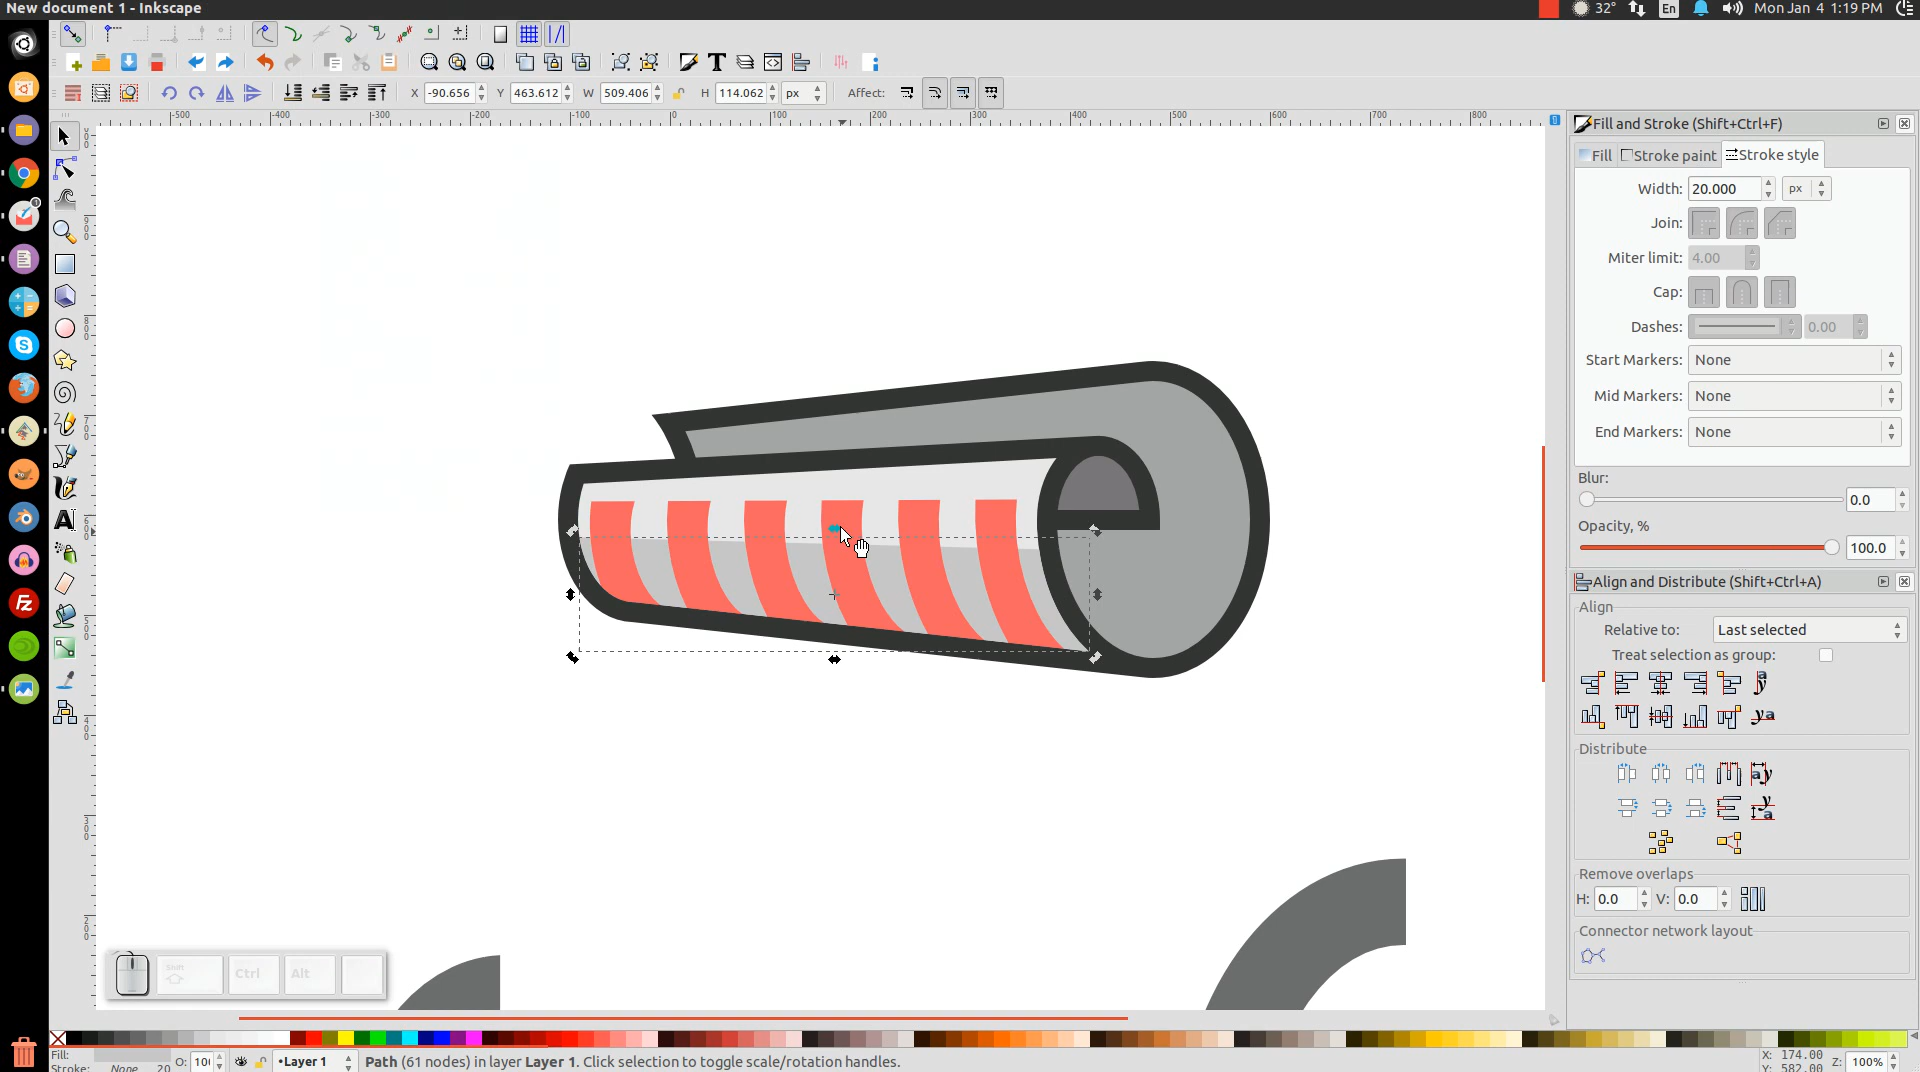 New document 1 - Inkscape
32°
En
Mon Jan 4 1:19 PM
X -90.656 Y 463.612 W 509.406 H 114.062 px Affect:
-500 -400 -300 -200 -100 0 100 200 300 400 500 600 700 800
Fill and Stroke (Shift+Ctrl+F)
Fill Stroke paint Stroke style
Width: 20.000 px
Join:
Miter limit: 4.00
Cap:
Dashes: 0.00
Start Markers: None
Mid Markers: None
End Markers: None
Blur:
0.0
Opacity, %
100.0
Align and Distribute (Shift+Ctrl+A)
Align
Relative to: Last selected
Treat selection as group:
Distribute
Remove overlaps
H: 0.0 V: 0.0
Connector network layout
Shift Ctrl Alt
Fill:
Stroke: None 20
O: 10
•Layer 1
Path (61 nodes) in layer Layer 1. Click selection to toggle scale/rotation handles.
X: 174.00
Y: 582.00
Z: 100%